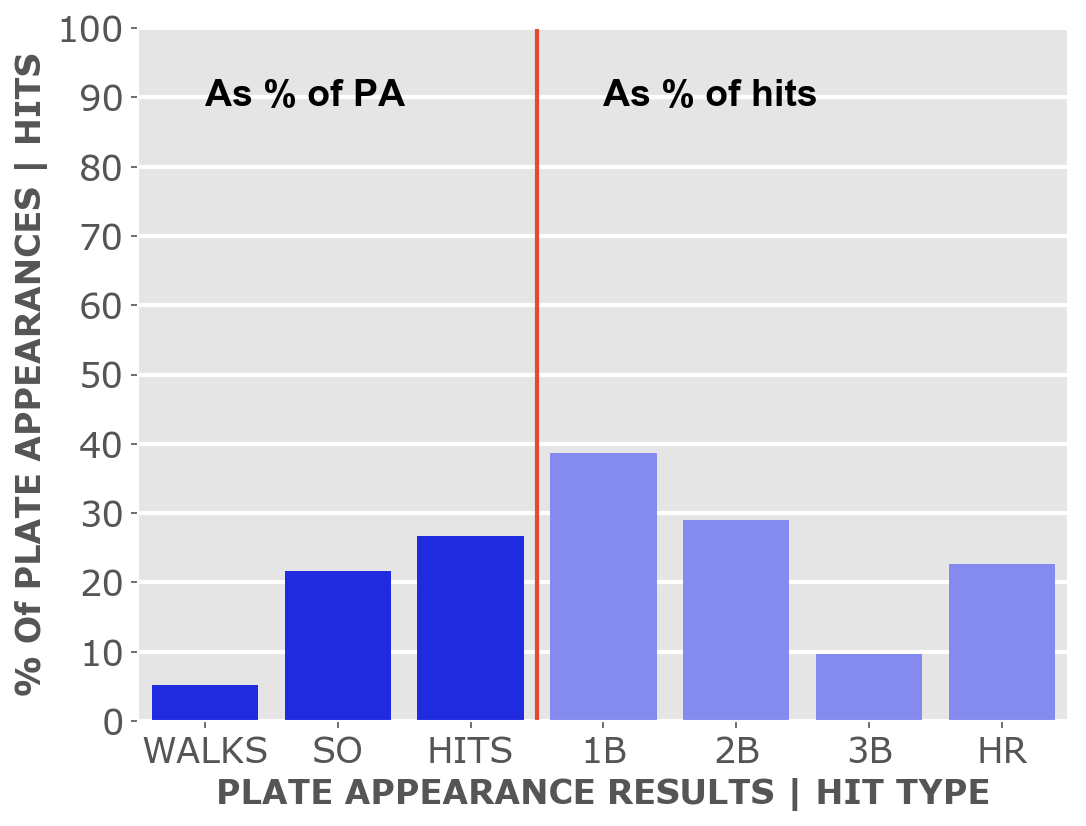 % Of PLATE APPEARANCES | HITS
100
90
80
70
60
50
40
30
20
10
0
As % of PA
As % of hits
WALKS SO HITS 1B 2B 3B HR
PLATE APPEARANCE RESULTS | HIT TYPE